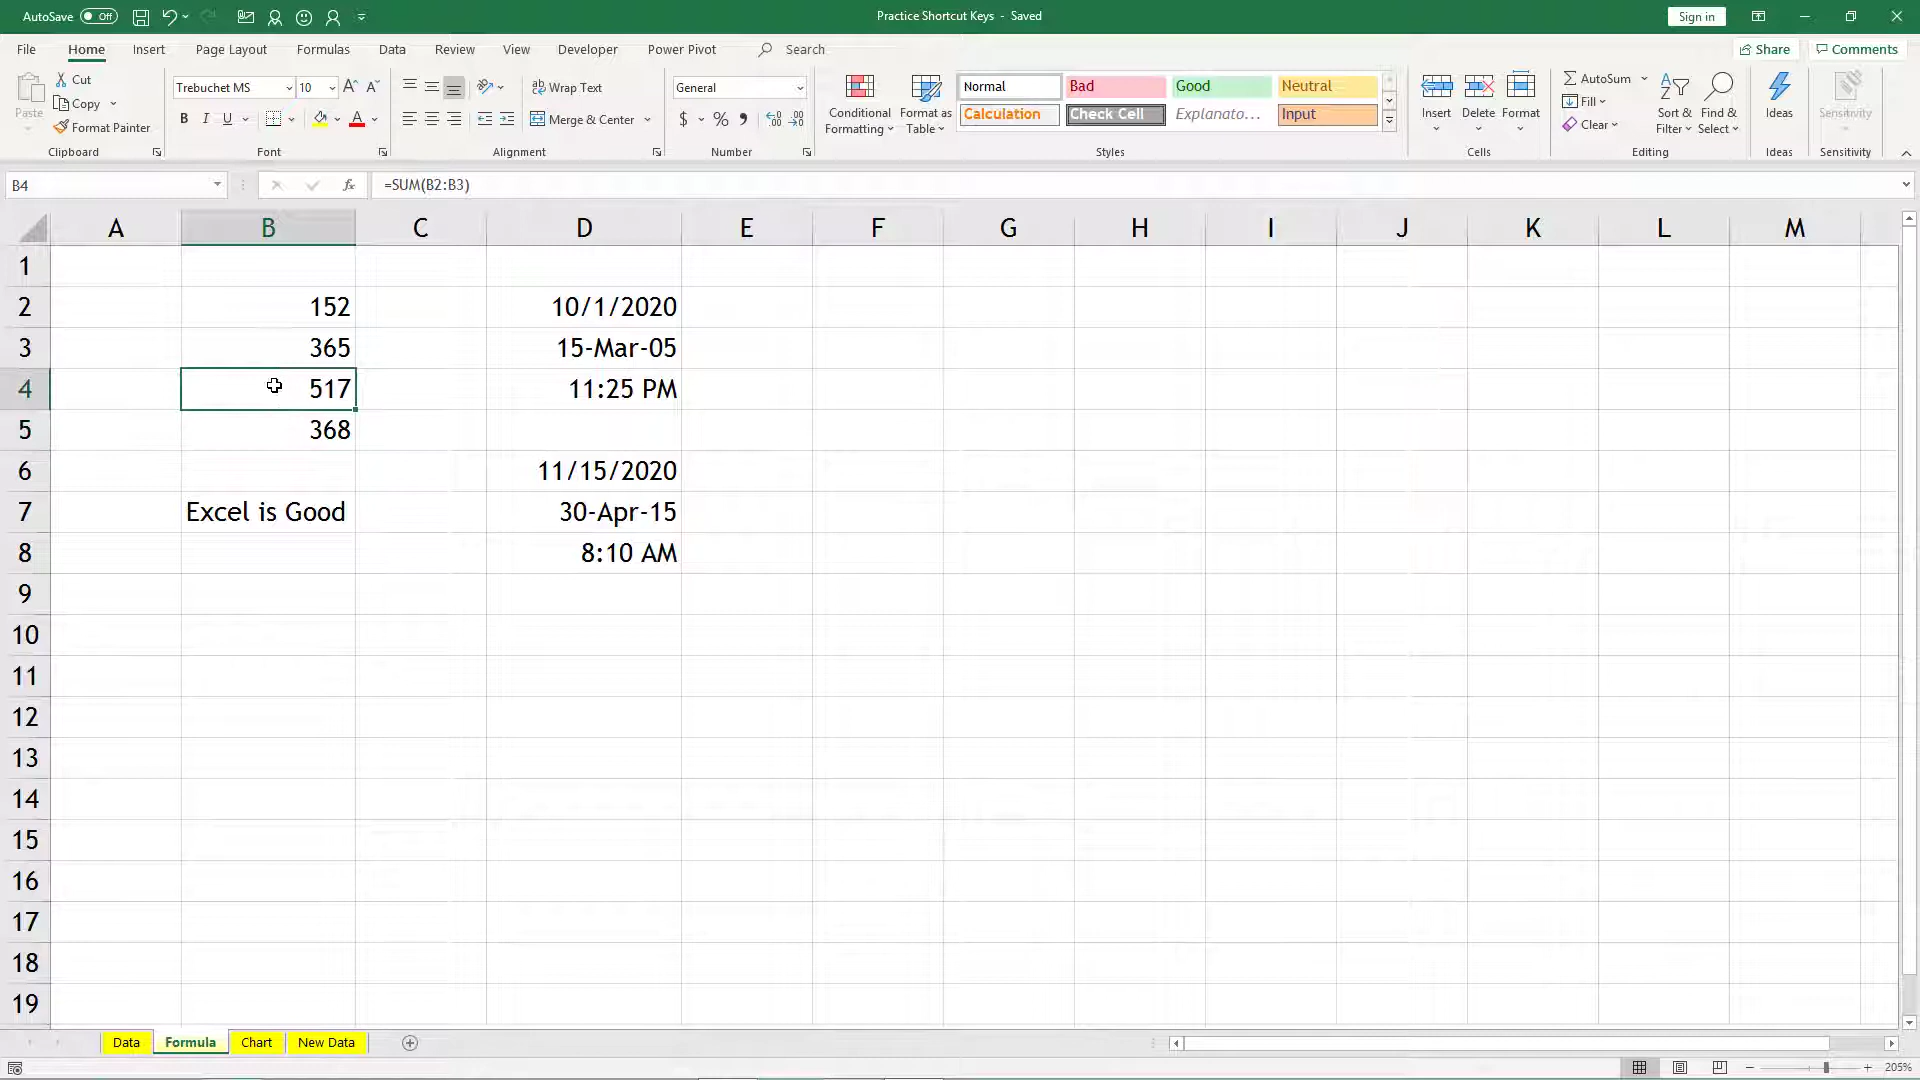 AutoSave Off
Practice Shortcut Keys - Saved
Sign in
File Home Insert Page Layout Formulas Data Review View Developer Power Pivot Search
Share Comments
Paste
Cut
Copy
Format Painter
Clipboard
Trebuchet MS 10
B I U
Font
Wrap Text
Merge & Center
Alignment
General
$ % ,
Number
Conditional Formatting
Format as Table
Normal Bad Good Neutral
Calculation Check Cell Explanato... Input
Styles
Insert Delete Format
Cells
AutoSum
Fill
Clear
Sort & Filter
Find & Select
Editing
Ideas
Ideas
Sensitivity
Sensitivity
B4 fx =SUM(B2:B3)
A B C D E F G H I J K L M
1
2 152 10/1/2020
3 365 15-Mar-05
4 517 11:25 PM
5 368
6 11/15/2020
7 Excel is Good 30-Apr-15
8 8:10 AM
9
10
11
12
13
14
15
16
17
18
19
Data Formula Chart New Data
205%